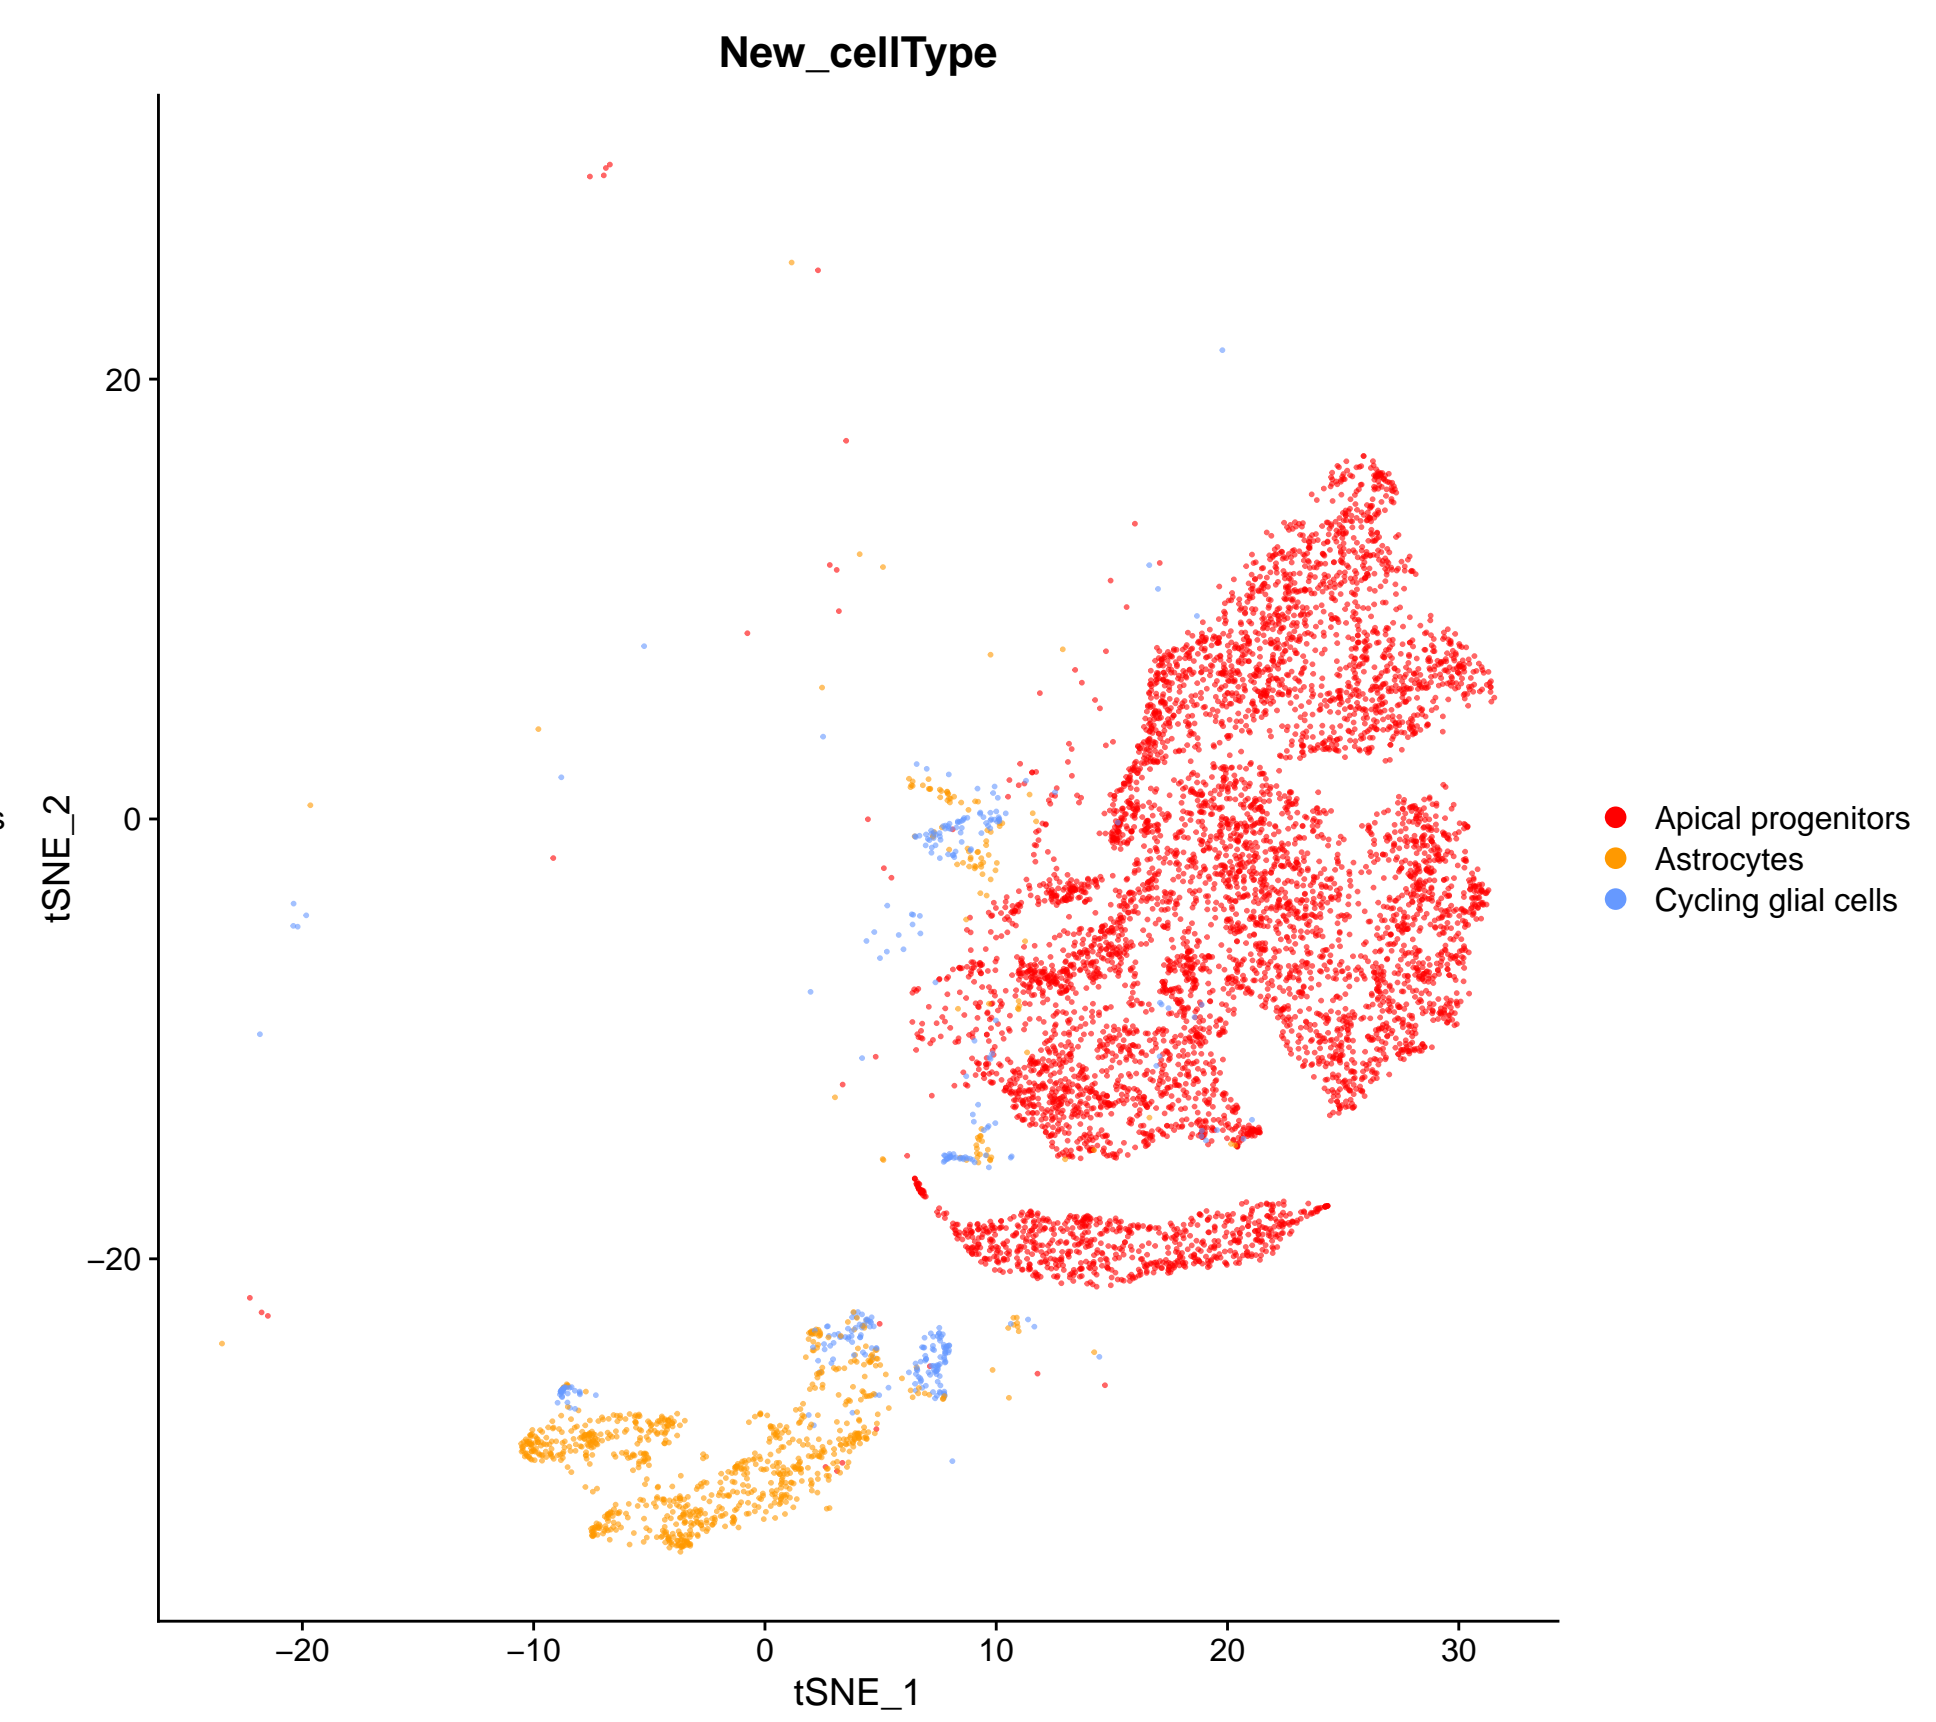 New_cellType
20
0
−20
s
tSNE_2
−20
−10
0
10
20
30
tSNE_1
Apical progenitors
Astrocytes
Cycling glial cells